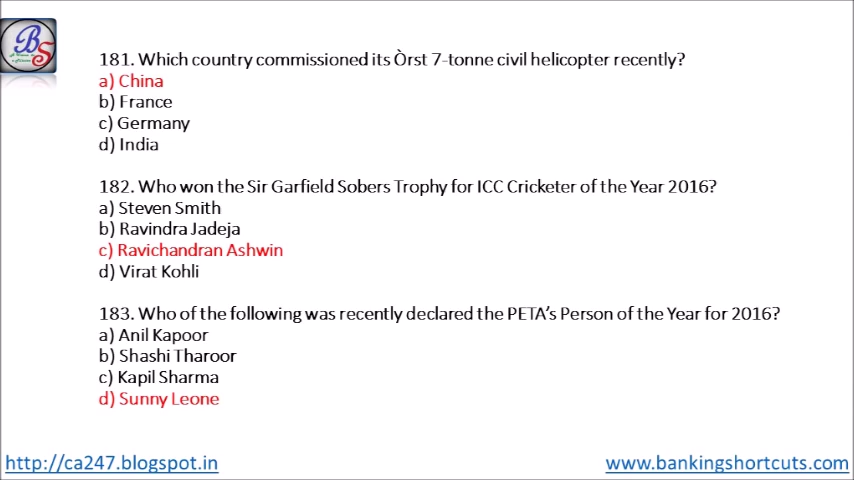 BS
181. Which country commissioned its Òrst 7-tonne civil helicopter recently?
a) China
b) France
c) Germany
d) India
182. Who won the Sir Garfield Sobers Trophy for ICC Cricketer of the Year 2016?
a) Steven Smith
b) Ravindra Jadeja
c) Ravichandran Ashwin
d) Virat Kohli
183. Who of the following was recently declared the PETA’s Person of the Year for 2016?
a) Anil Kapoor
b) Shashi Tharoor
c) Kapil Sharma
d) Sunny Leone
http://ca247.blogspot.in
www.bankingshortcuts.com